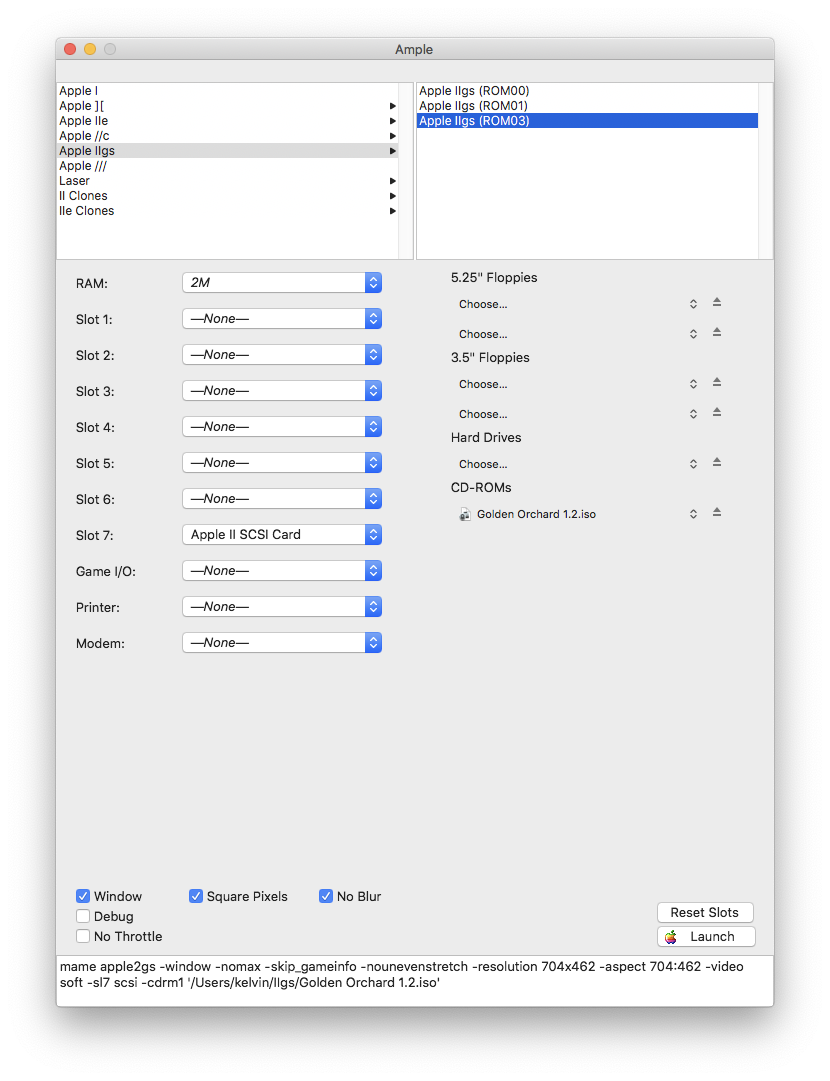 Ample
Apple I
Apple ][
Apple IIe
Apple //c
Apple IIgs
Apple ///
Laser
II Clones
IIe Clones
Apple IIgs (ROM00)
Apple IIgs (ROM01)
Apple IIgs (ROM03)
RAM: 2M
Slot 1: —None—
Slot 2: —None—
Slot 3: —None—
Slot 4: —None—
Slot 5: —None—
Slot 6: —None—
Slot 7: Apple II SCSI Card
Game I/O: —None—
Printer: —None—
Modem: —None—
5.25" Floppies
Choose...
Choose...
3.5" Floppies
Choose...
Choose...
Hard Drives
Choose...
CD-ROMs
Golden Orchard 1.2.iso
Window Square Pixels No Blur
Debug
No Throttle
Reset Slots
Launch
mame apple2gs -window -nomax -skip_gameinfo -nounevenstretch -resolution 704x462 -aspect 704:462 -video
soft -sl7 scsi -cdrm1 '/Users/kelvin/IIgs/Golden Orchard 1.2.iso'